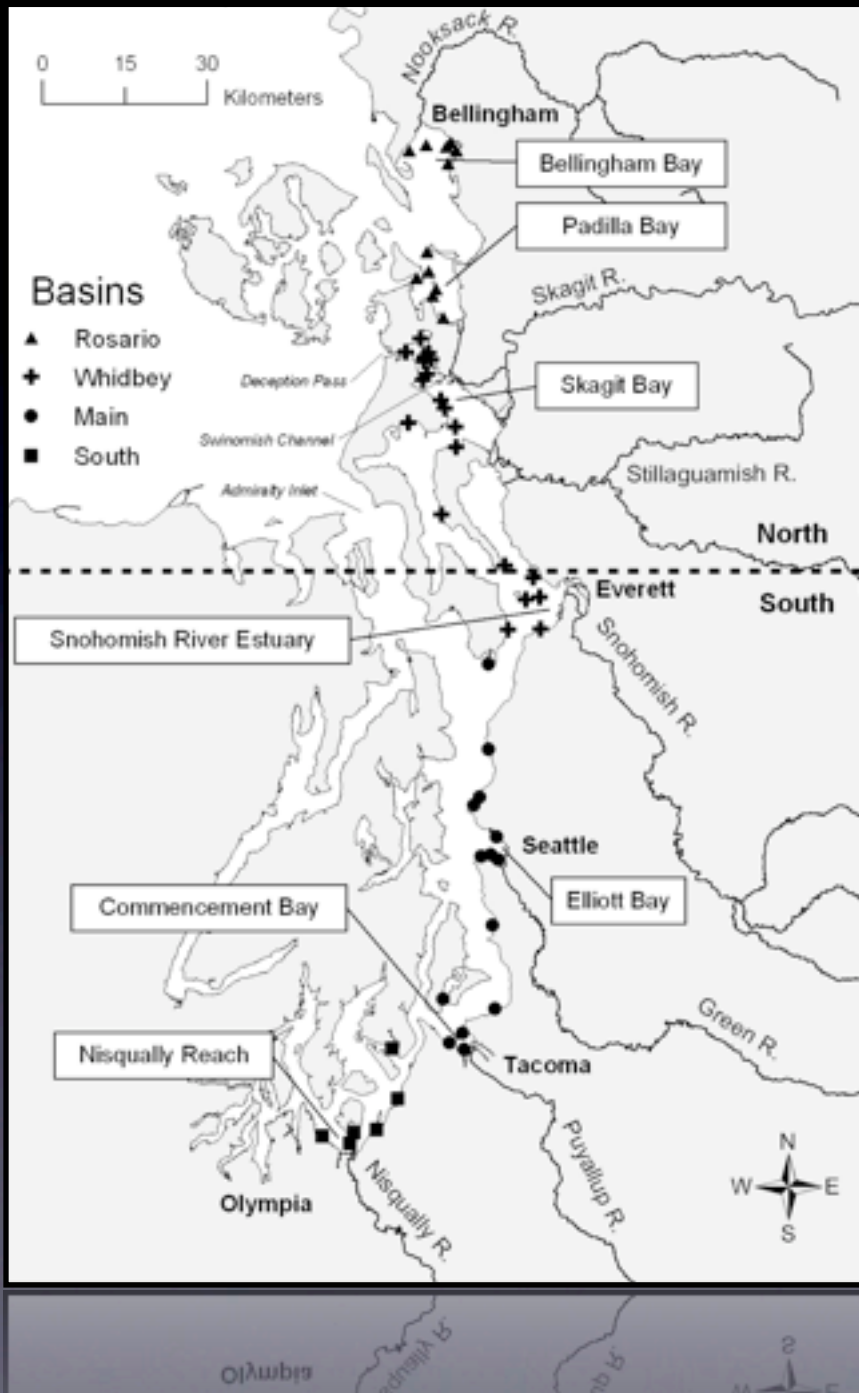 Nooksack R.
0 15 30
Kilometers
Bellingham
Bellingham Bay
Padilla Bay
Skagit R.
Basins
Rosario
Whidbey
Main
South
Deception Pass
Skagit Bay
Swinomish Channel
Stillaguamish R.
Admiralty Inlet
North
Everett
South
Snohomish River Estuary
Snohomish R.
Seattle
Commencement Bay
Elliott Bay
Green R.
Nisqually Reach
Tacoma
Puyallup R.
N
W E
S
Olympia
Nisqually R.